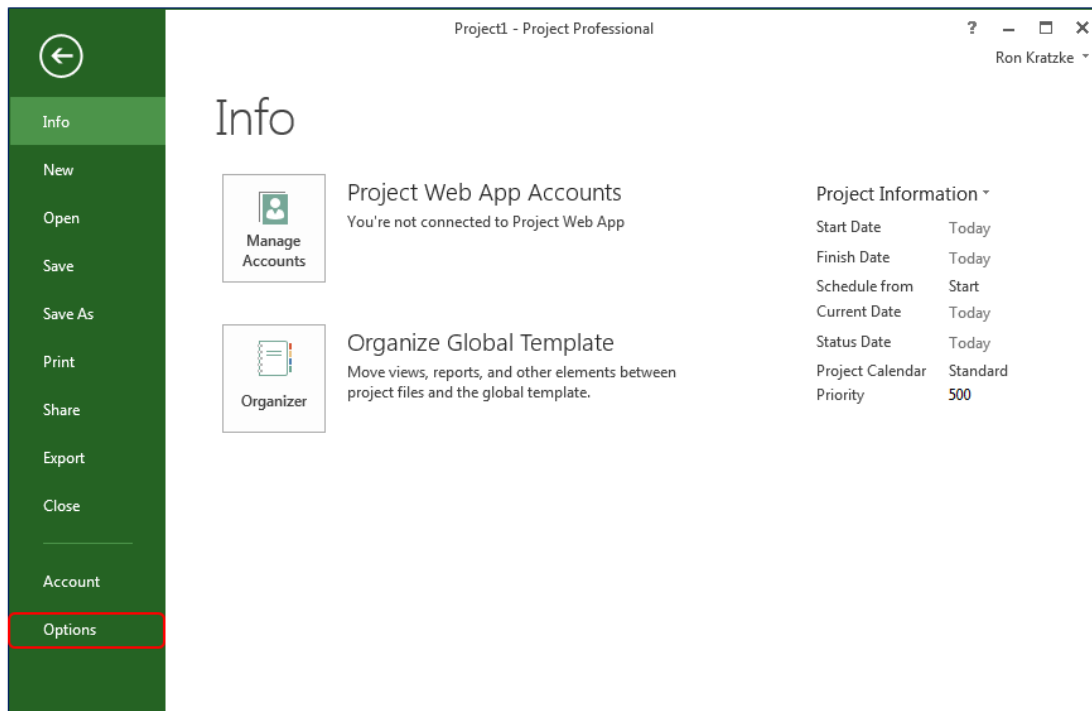 Project1 - Project Professional
?
Ron Kratzke
Info
New
Open
Save
Save As
Print
Share
Export
Close
Account
Options
Info
Manage
Accounts
Project Web App Accounts
You're not connected to Project Web App
Organizer
Organize Global Template
Move views, reports, and other elements between
project files and the global template.
Project Information
Start Date Today
Finish Date Today
Schedule from Start
Current Date Today
Status Date Today
Project Calendar Standard
Priority 500